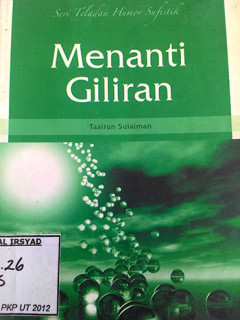 Seri Teladan Humor Sufistik
Menanti
Giliran
Tasirun Sulaiman
AL IRSYAD
.26
S
PKP UT 2012